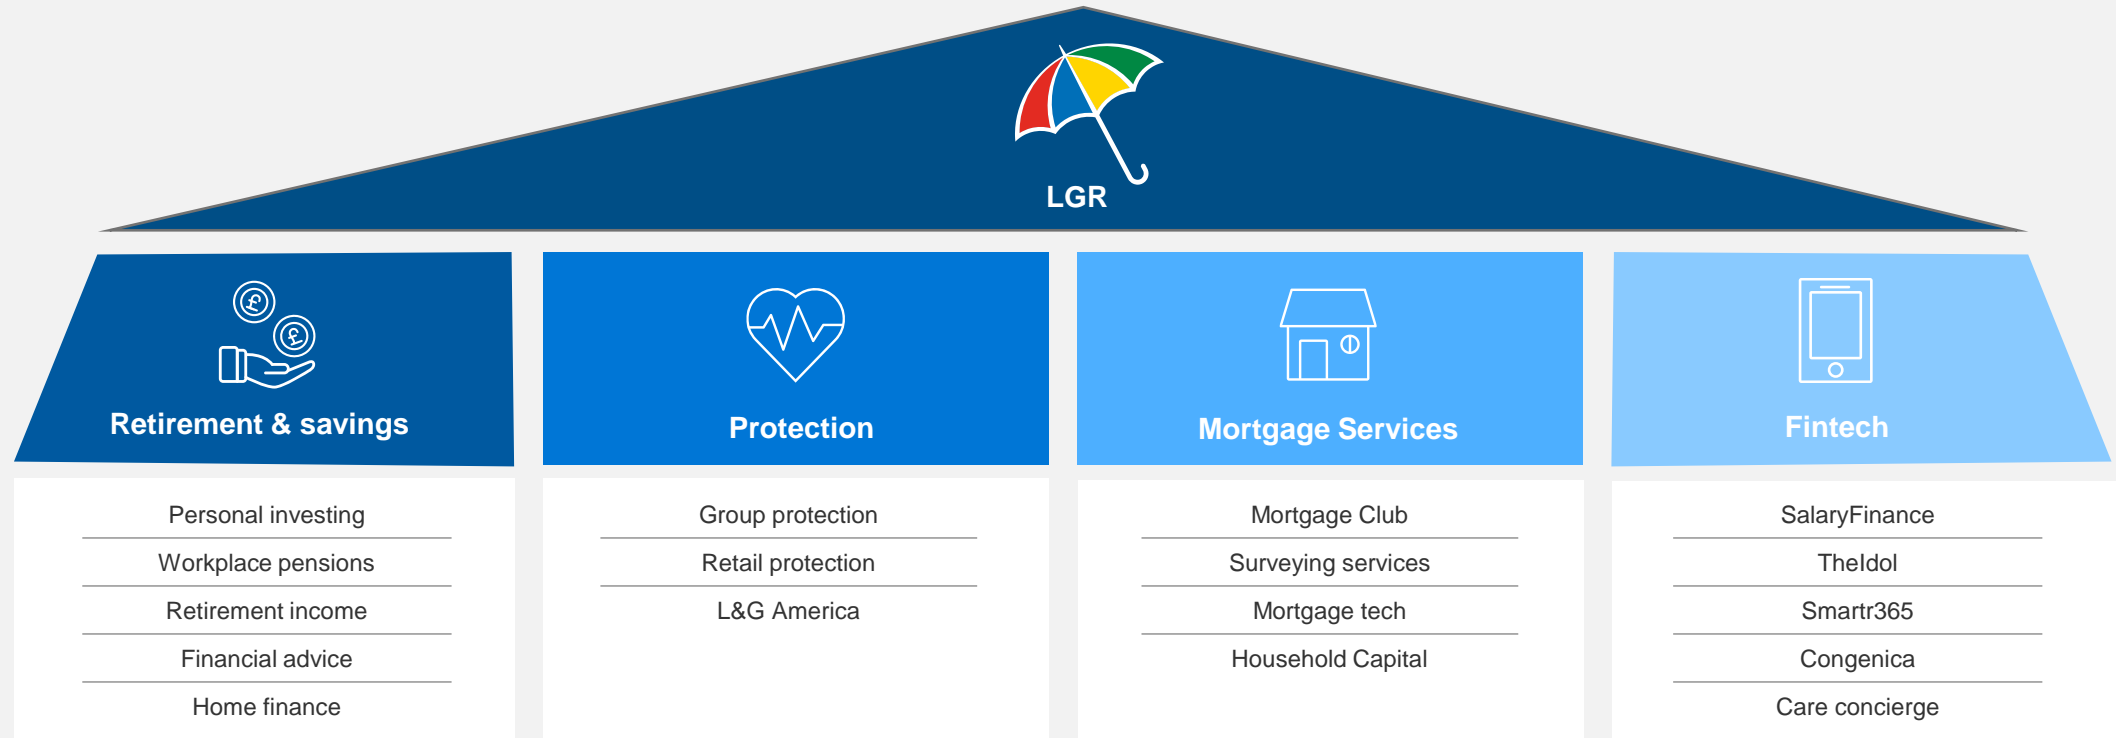 LGR
Retirement & savings
Personal investing
Workplace pensions
Retirement income
Financial advice
Home finance
Protection
Group protection
Retail protection
L&G America
Mortgage Services
Mortgage Club
Surveying services
Mortgage tech
Household Capital
Fintech
SalaryFinance
TheIdol
Smartr365
Congenica
Care concierge